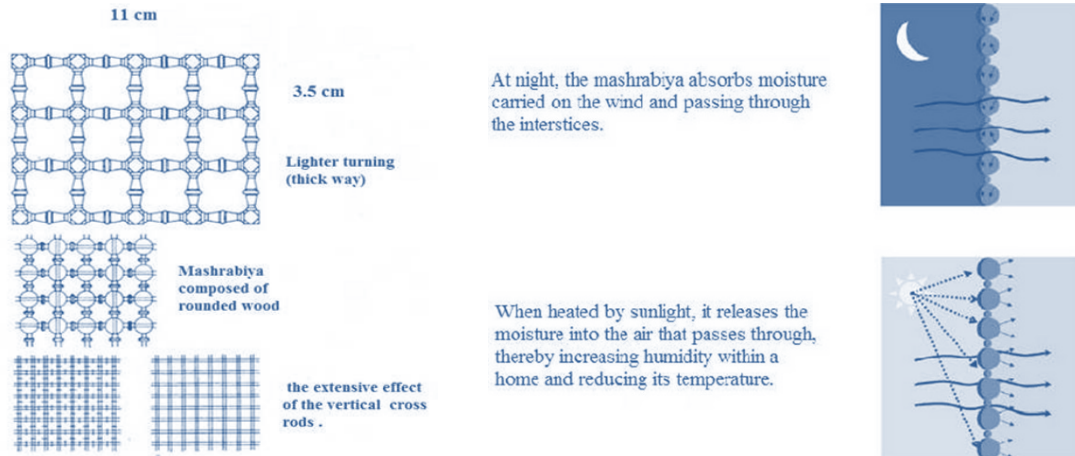 11 cm
3.5 cm
Lighter turning
(thick way)
Mashrabiya
composed of
rounded wood
the extensive effect
of the vertical cross
rods .
At night, the mashrabiya absorbs moisture
carried on the wind and passing through
the interstices.
When heated by sunlight, it releases the
moisture into the air that passes through,
thereby increasing humidity within a
home and reducing its temperature.